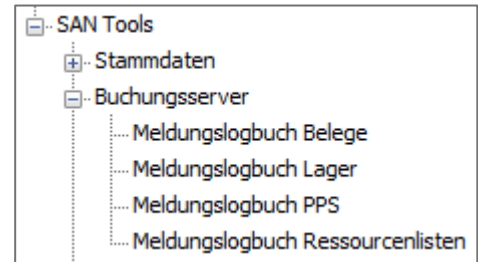 SAN Tools
Stammdaten
Buchungsserver
Meldungslogbuch Belege
Meldungslogbuch Lager
Meldungslogbuch PPS
Meldungslogbuch Ressourcenlisten